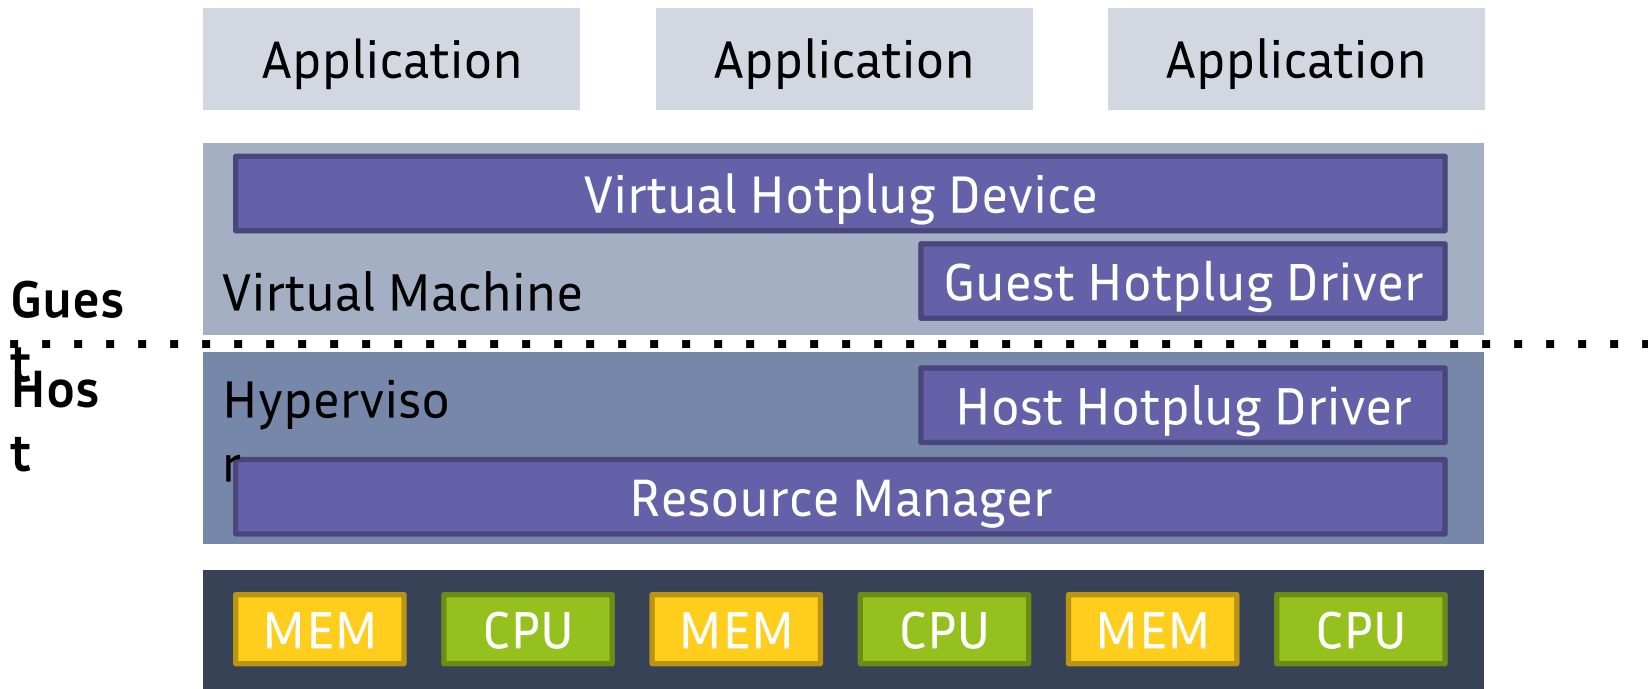 Application Application Application
Virtual Hotplug Device
Guest Hotplug Driver
Virtual Machine
Gues
t
Hos
t
Hyperviso
r
Host Hotplug Driver
Resource Manager
MEM CPU MEM CPU MEM CPU